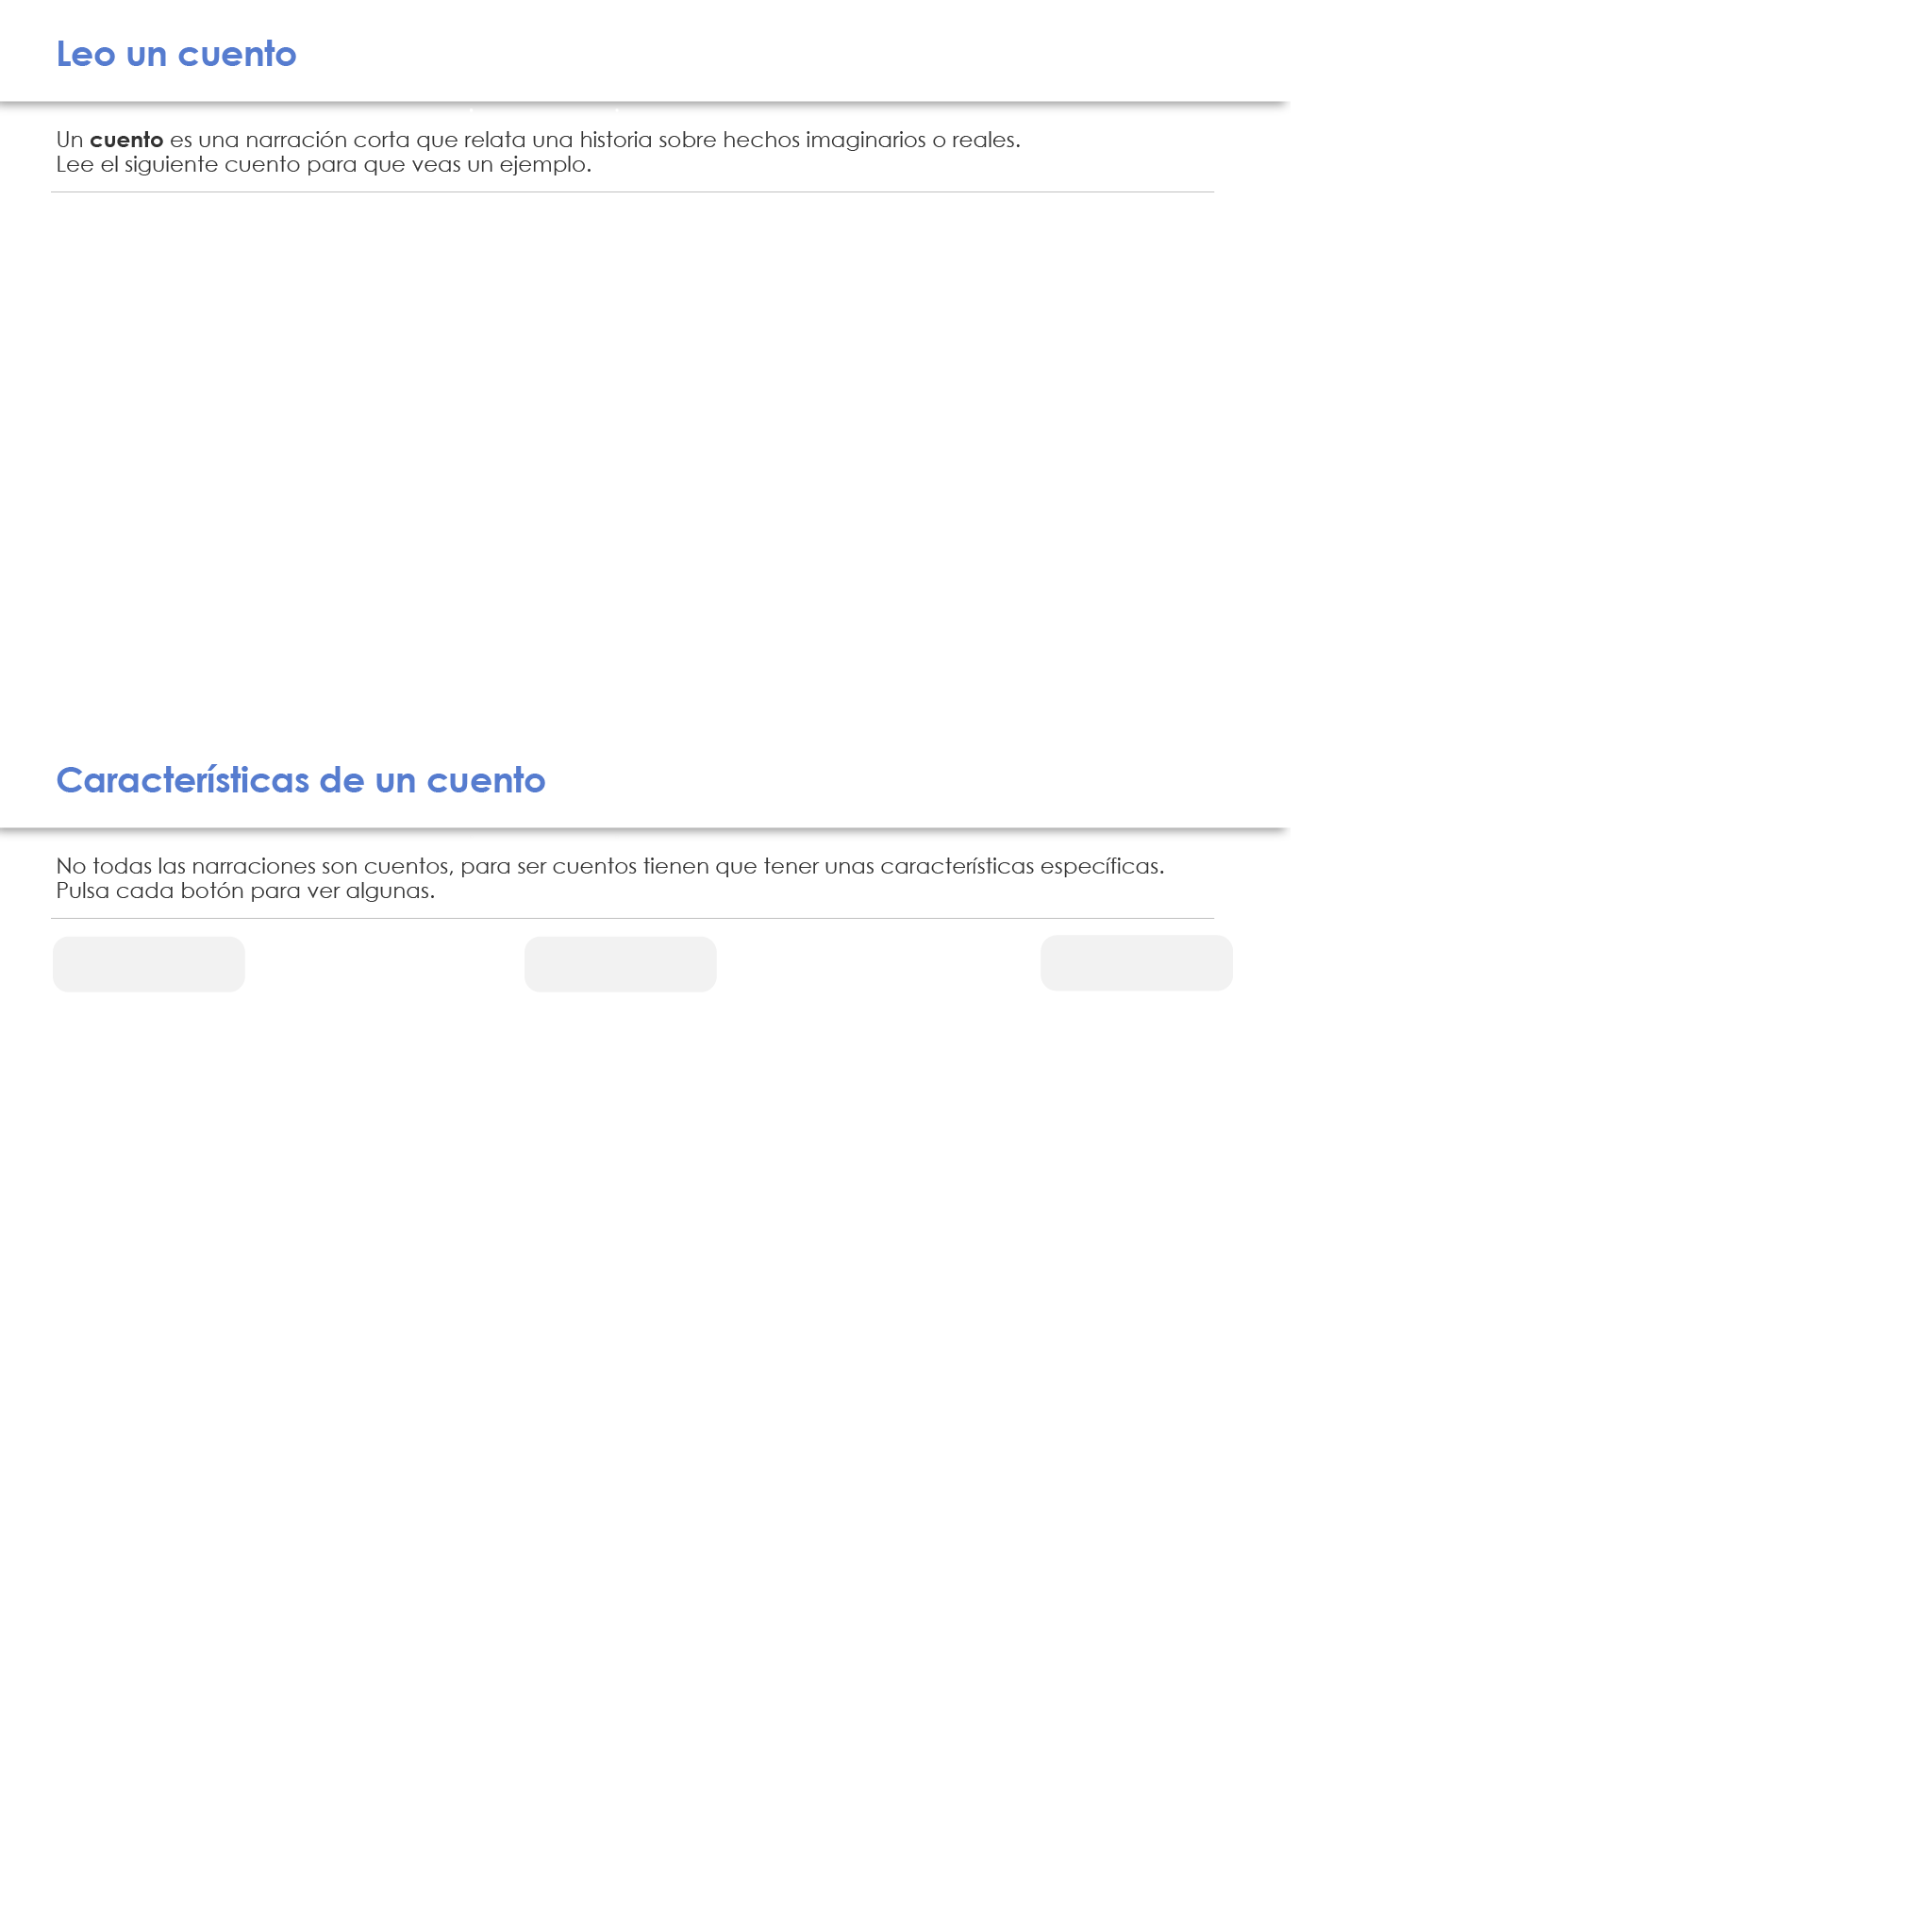 Leo un cuento
Un cuento es una narración corta que relata una historia sobre hechos imaginarios o reales.
Lee el siguiente cuento para que veas un ejemplo.
Características de un cuento
No todas las narraciones son cuentos, para ser cuentos tienen que tener unas características específicas.
Pulsa cada botón para ver algunas.